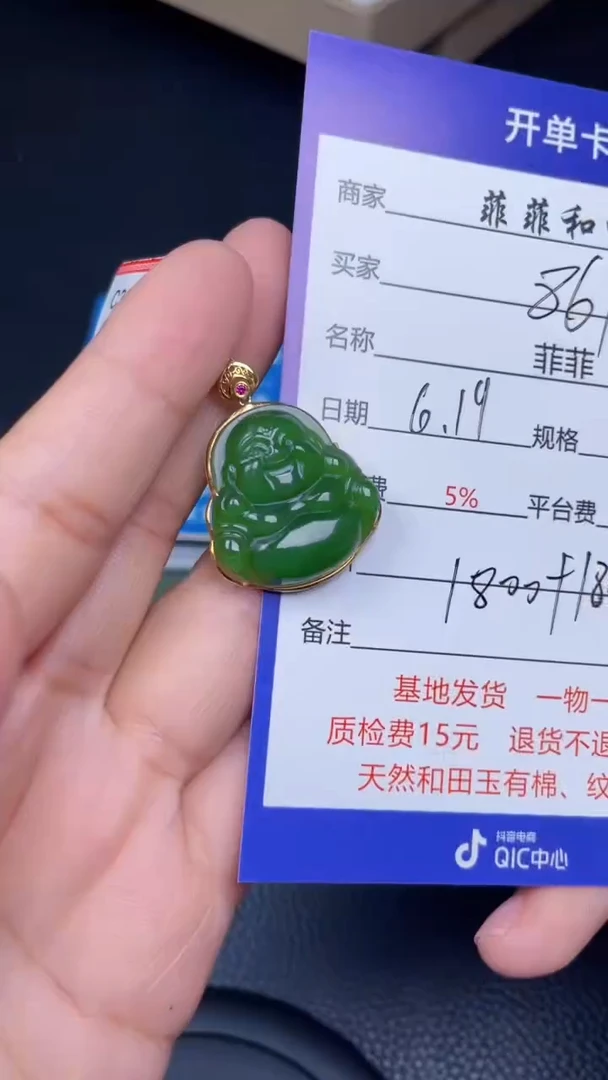 开单卡
商家 菲菲和
买家 36
名称 菲菲
日期 6.19 规格
费 5% 平台费
1800+18
备注
基地发货 一物一
质检费15元 退货不退
天然和田玉有棉、纹
抖音电商
QIC中心